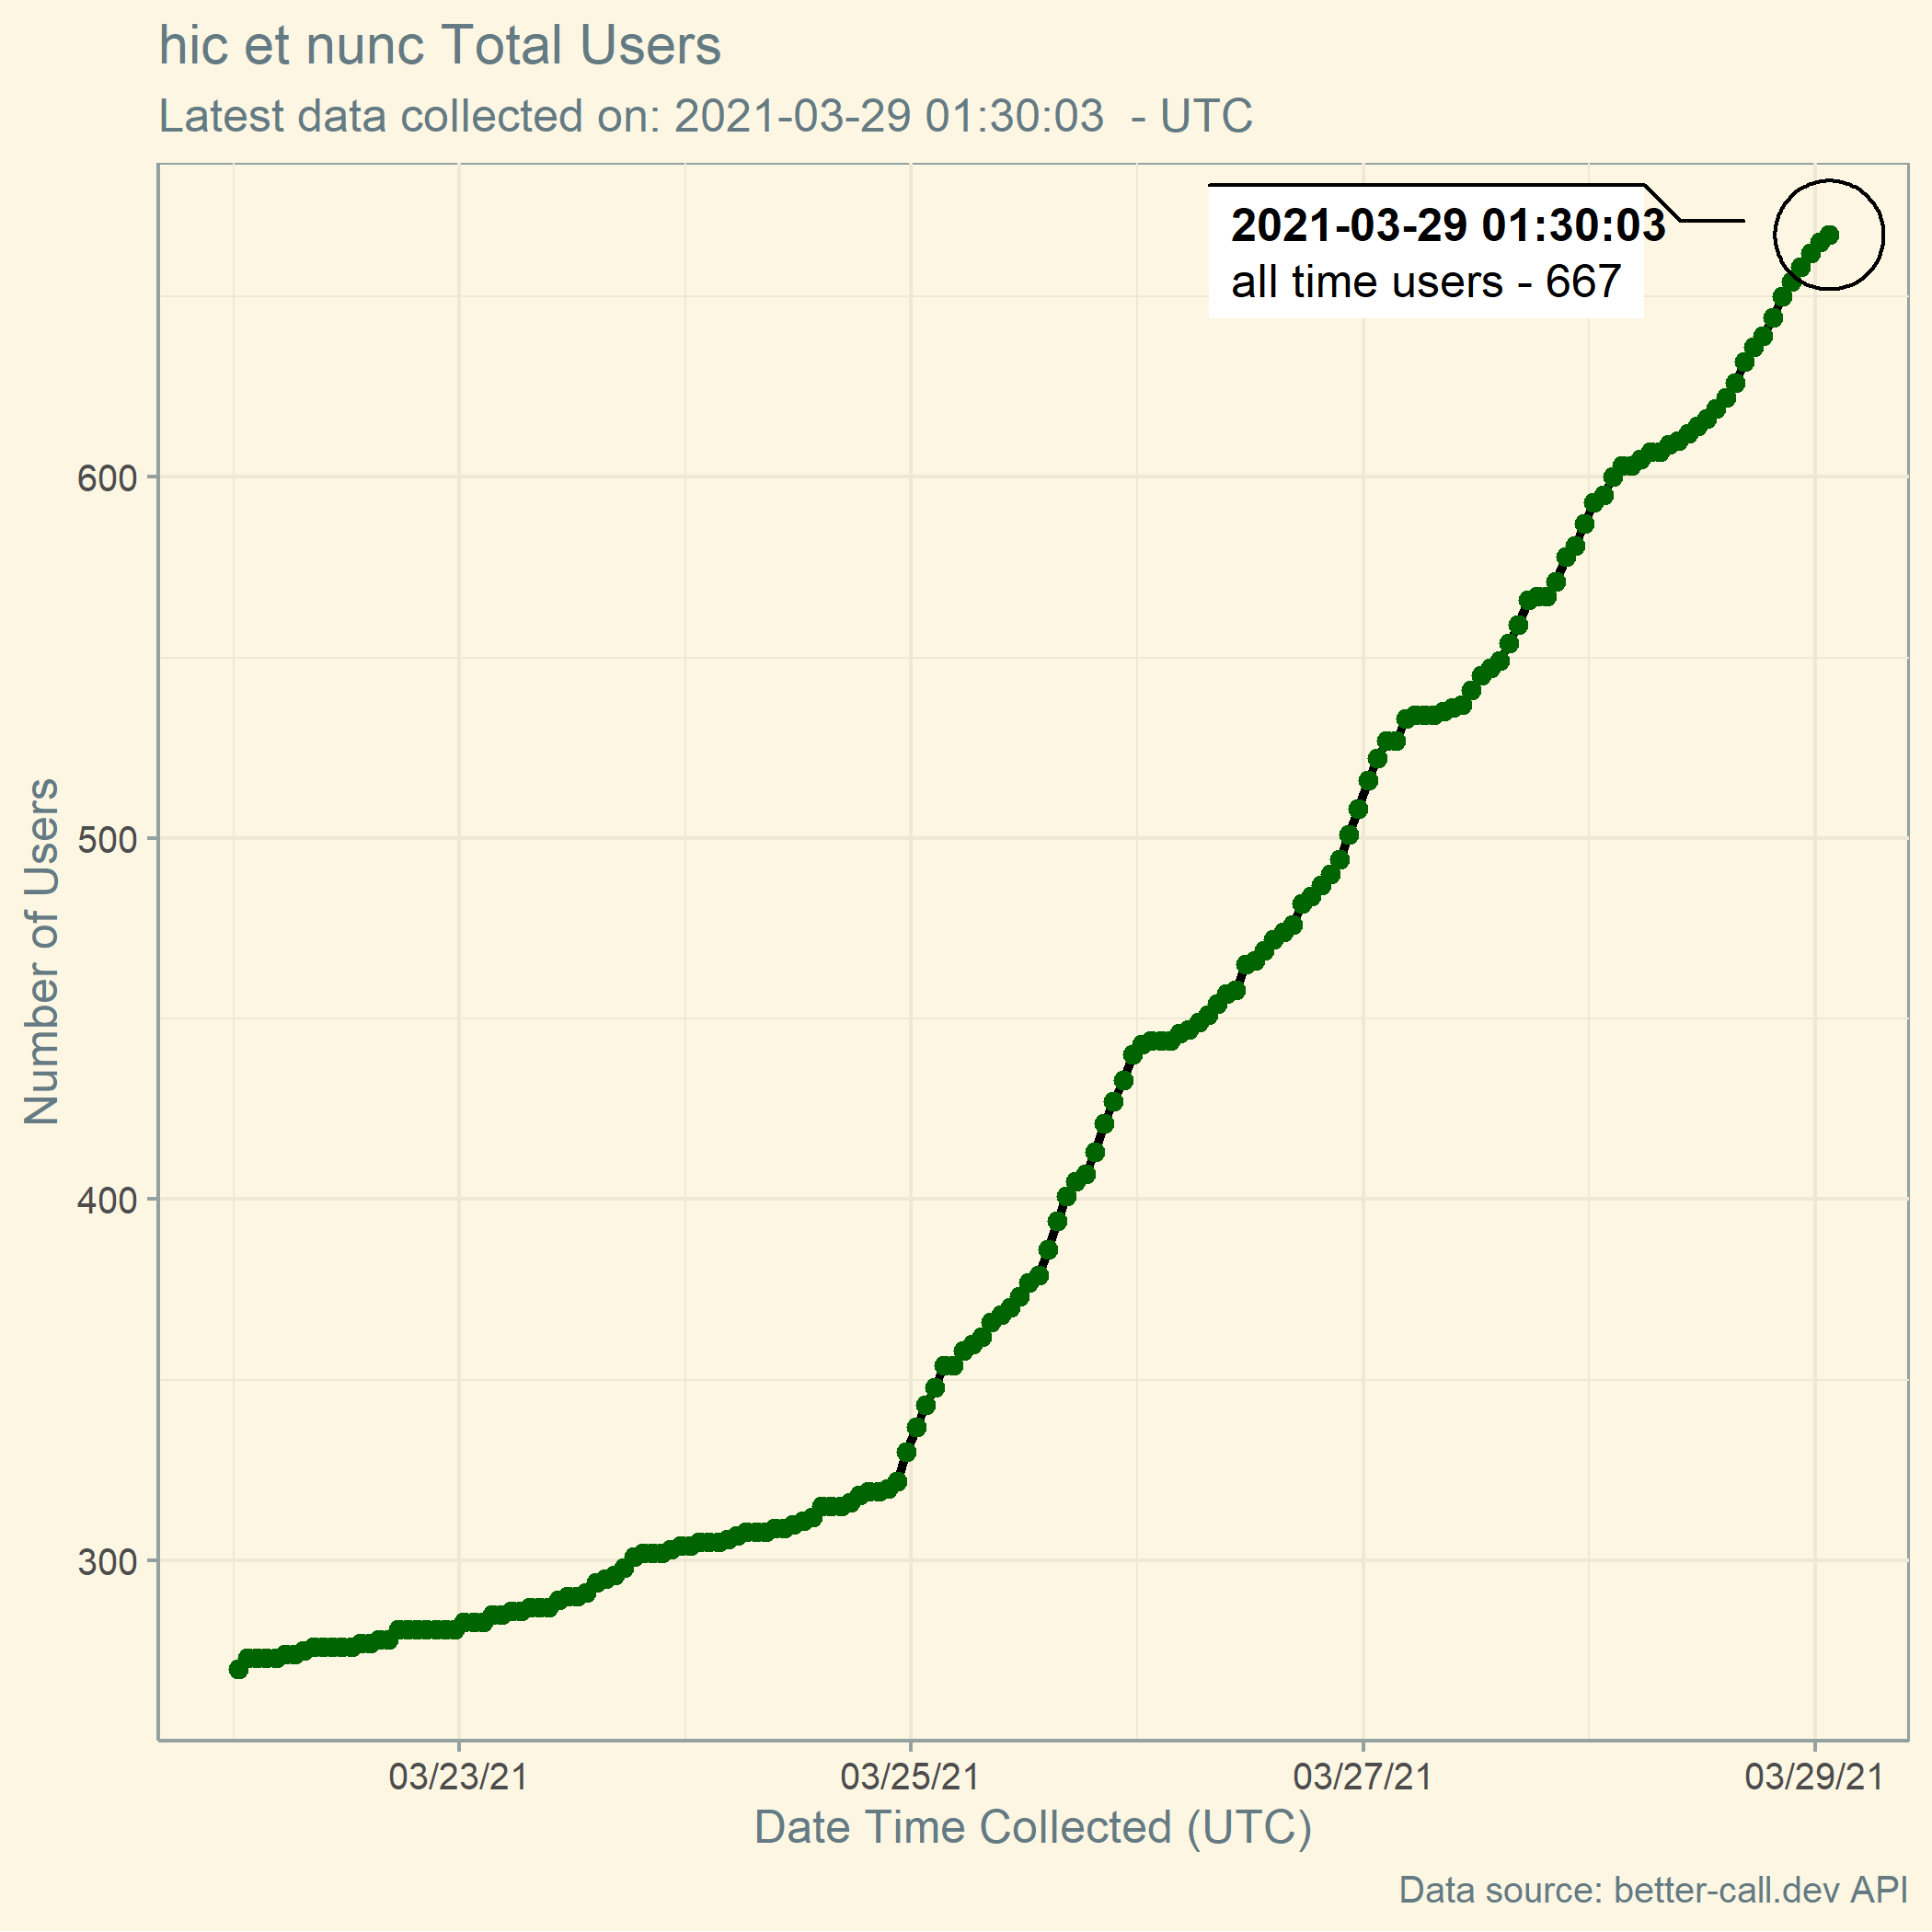 hic et nunc Total Users
Latest data collected on: 2021-03-29 01:30:03  - UTC
2021-03-29 01:30:03
all time users - 667
600
500
400
300
Number of Users
03/23/21
03/25/21
03/27/21
03/29/21
Date Time Collected (UTC)
Data source: better-call.dev API